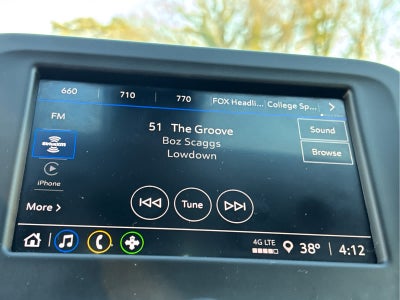 660 | 710 | 770 FOX Headli... College Sp...
FM
51 The Groove
Sound
Boz Scaggs
((SiriusXM))
Lowdown
Browse
iPhone
Tune
More >
4G LTE
38° | 4:12